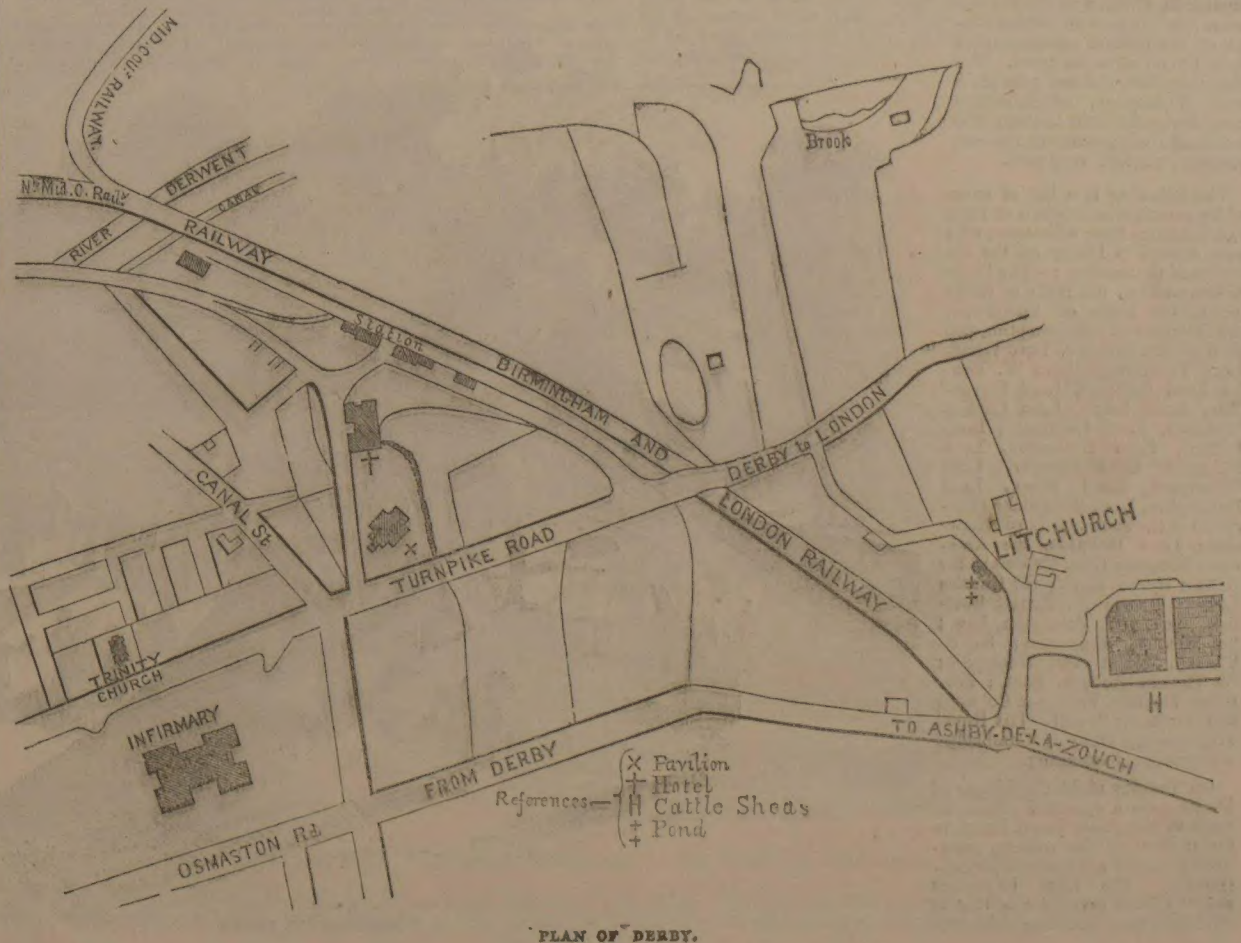 MID. COU? RAILWAY.
Nth Mid. O. Rail.
RIVER DERWENT
CANAL
RAILWAY
Station
BIRMINGHAM AND
Brook
DERBY to LONDON
LONDON RAILWAY
LITCHURCH
‡
CANAL St
†
×
TURNPIKE ROAD
TRINITY
CHURCH
H
INFIRMARY
FROM DERBY
TO ASHBY-DE-LA-ZOUCH
OSMASTON Rd
References—
× Pavilion
† Hotel
H Cattle Sheds
‡ Pond
PLAN OF DERBY.